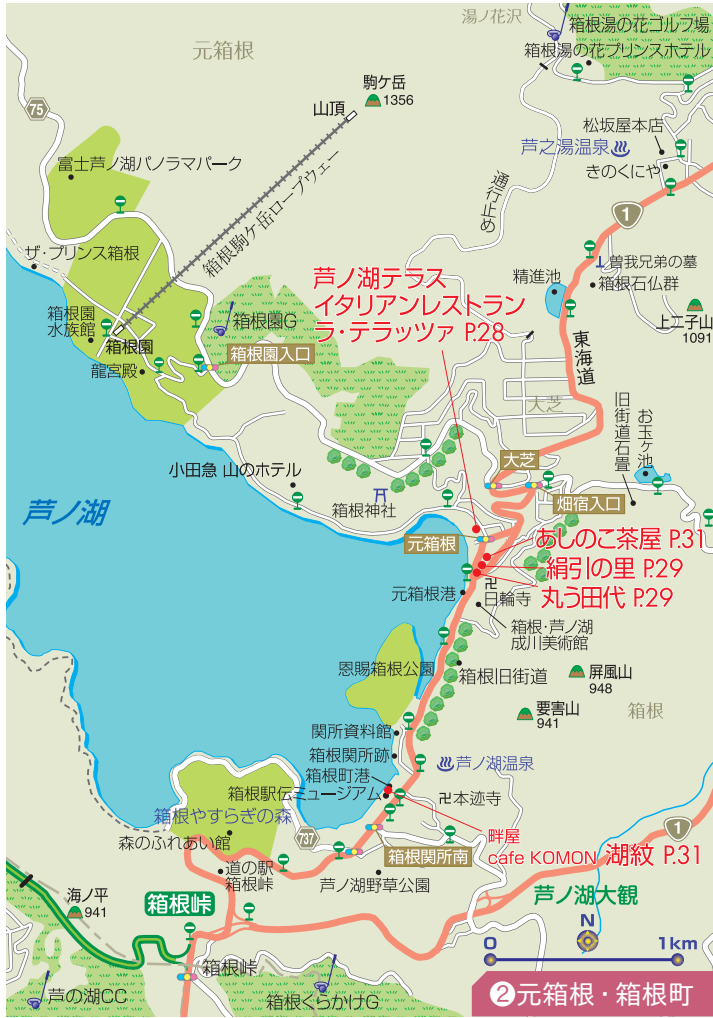 湯ノ花沢
箱根湯の花ゴルフ場
箱根湯の花プリンスホテル
元箱根
駒ケ岳
1356
山頂
75
松坂屋本店
芦之湯温泉
きのくにや
富士芦ノ湖パノラマパーク
通行止め
箱根駒ケ岳ロープウェー
1
ザ・プリンス箱根
曽我兄弟の墓
精進池
箱根石仏群
芦ノ湖テラス
イタリアンレストラン
ラ・テラッツァ P.28
箱根園
水族館
箱根園G
上二子山
1091
箱根園
箱根園入口
東海道
龍宮殿
大芝
旧街道石畳
お玉ケ池
大芝
小田急 山のホテル
畑宿入口
箱根神社
芦ノ湖
元箱根
あしのこ茶屋 P.31
絹引の里 P.29
丸う田代 P.29
元箱根港
日輪寺
箱根・芦ノ湖
成川美術館
恩賜箱根公園
箱根旧街道
屏風山
948
要害山
941
箱根
関所資料館
箱根関所跡
芦ノ湖温泉
箱根町港
箱根駅伝ミュージアム
本迹寺
箱根やすらぎの森
737
畔屋
cafe KOMON 湖紋 P.31
1
森のふれあい館
箱根関所南
道の駅
箱根峠
芦ノ湖野草公園
芦ノ湖大観
海ノ平
941
箱根峠
N
0
1km
箱根峠
芦の湖CC
箱根くらかけG
❷元箱根・箱根町